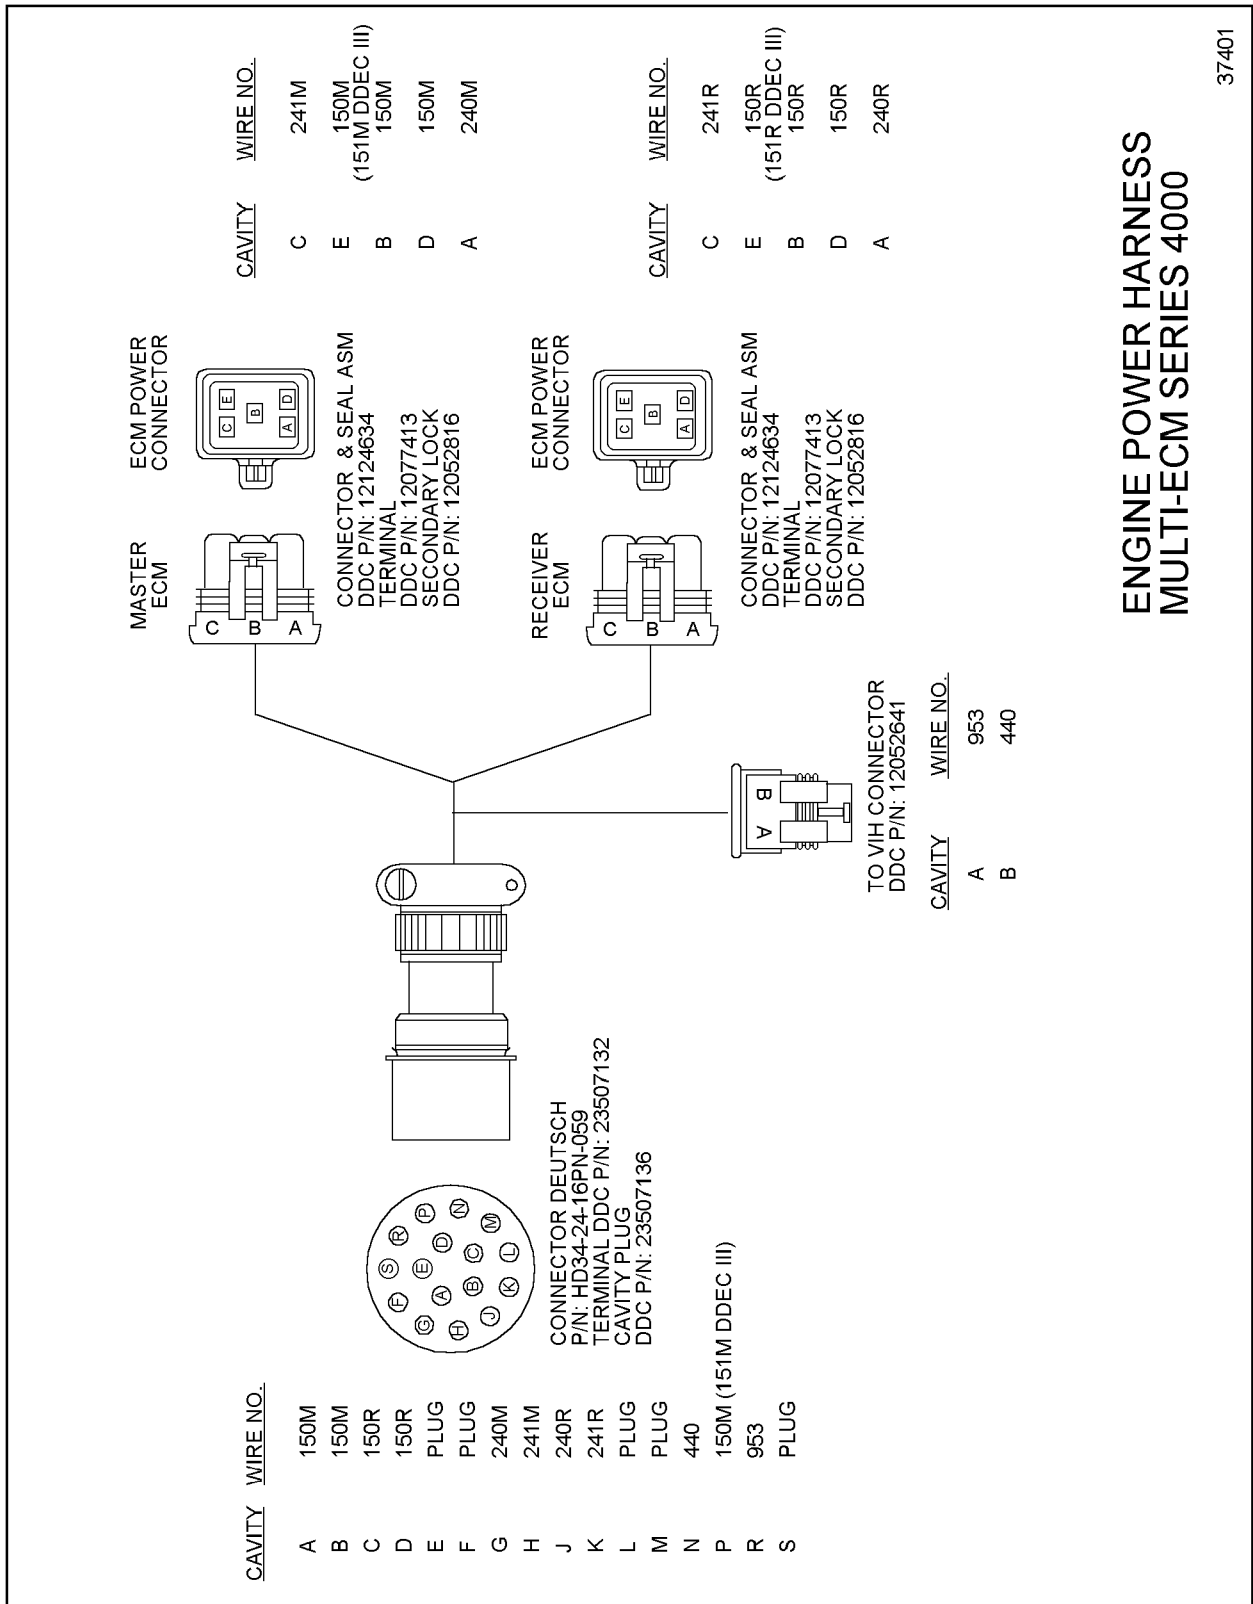 CAVITY WIRE NO.
A 150M
B 150M
C 150R
D 150R
E PLUG
F PLUG
G 240M
H 241M
J 240R
K 241R
L PLUG
M PLUG
N 440
P 150M (151M DDEC III)
R 953
S PLUG
S
F R
G E P
A D
H N
B C
J M
K L
CONNECTOR DEUTSCH
P/N: HD34-24-16PN-059
TERMINAL DDC P/N: 23507132
CAVITY PLUG
DDC P/N: 23507136
MASTER
ECM
C
B
A
ECM POWER
CONNECTOR
C E
B
A D
CONNECTOR & SEAL ASM
DDC P/N: 12124634
TERMINAL
DDC P/N: 12077413
SECONDARY LOCK
DDC P/N: 12052816
CAVITY WIRE NO.
C 241M
E 150M
(151M DDEC III)
B 150M
D 150M
A 240M
RECEIVER
ECM
C
B
A
ECM POWER
CONNECTOR
C E
B
A D
CONNECTOR & SEAL ASM
DDC P/N: 12124634
TERMINAL
DDC P/N: 12077413
SECONDARY LOCK
DDC P/N: 12052816
CAVITY WIRE NO.
C 241R
E 150R
(151R DDEC III)
B 150R
D 150R
A 240R
A B
TO VIH CONNECTOR
DDC P/N: 12052641
CAVITY WIRE NO.
A 953
B 440
ENGINE POWER HARNESS
MULTI-ECM SERIES 4000
37401